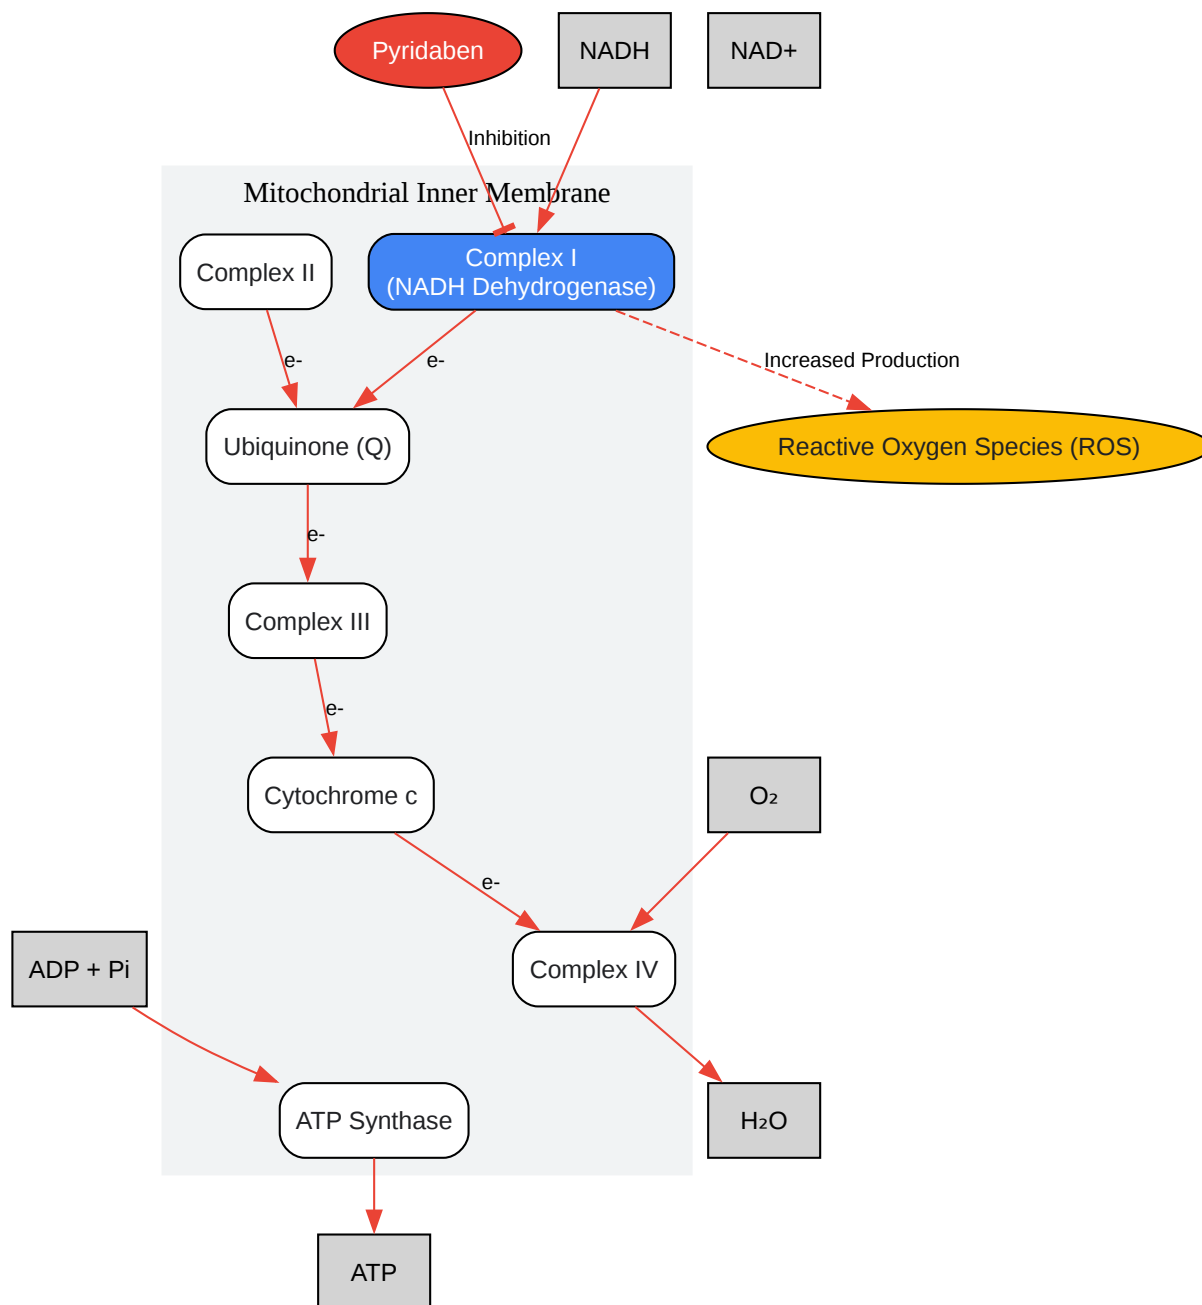 Pyridaben
NADH
NAD+
Inhibition
Mitochondrial Inner Membrane
Complex II
Complex I
(NADH Dehydrogenase)
e-
e-
Increased Production
Ubiquinone (Q)
Reactive Oxygen Species (ROS)
e-
Complex III
e-
Cytochrome c
O₂
e-
ADP + Pi
Complex IV
ATP Synthase
H₂O
ATP